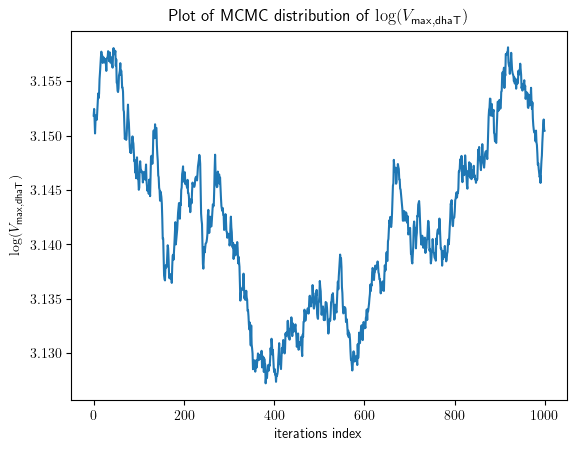 Plot of MCMC distribution of log(V_max,dhaT)
log(V_max,dhaT)
3.155
3.150
3.145
3.140
3.135
3.130
0 200 400 600 800 1000
iterations index